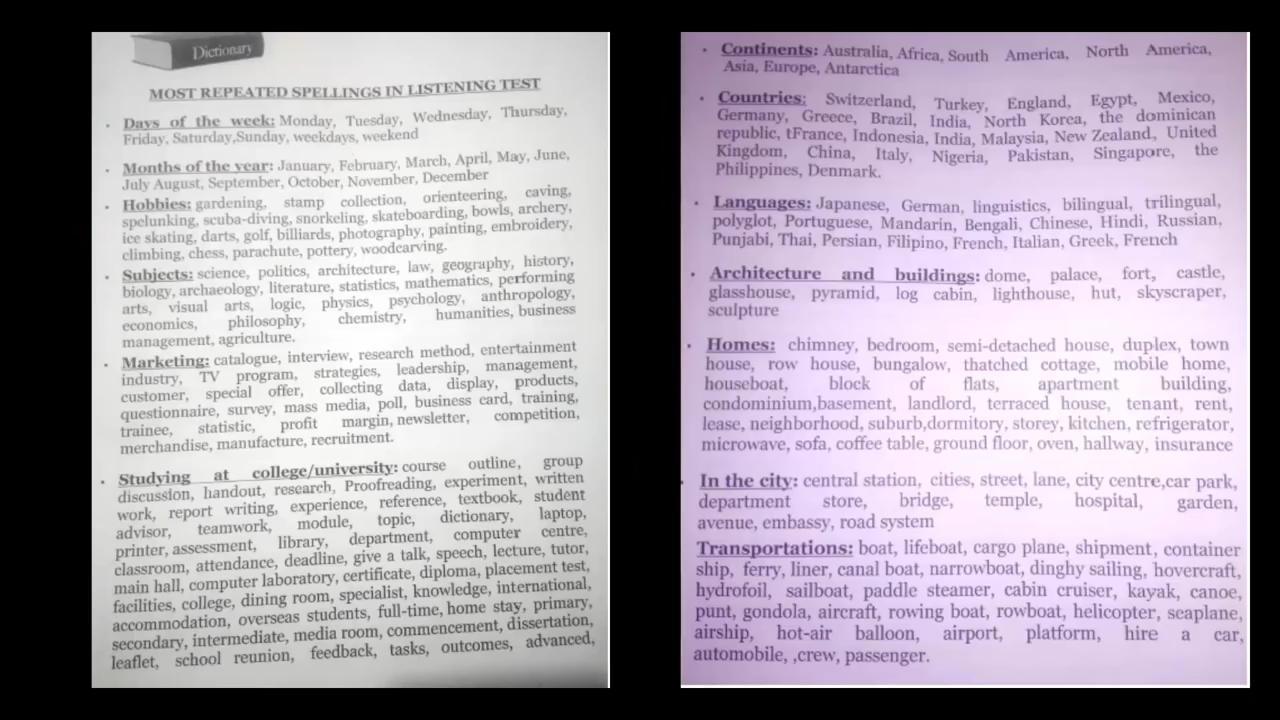 Dictionary
MOST REPEATED SPELLINGS IN LISTENING TEST
· Days of the week: Monday, Tuesday, Wednesday, Thursday,
Friday, Saturday,Sunday, weekdays, weekend
· Months of the year: January, February, March, April, May, June,
July August, September, October, November, December
· Hobbies: gardening, stamp collection, orienteering, caving,
spelunking, scuba-diving, snorkeling, skateboarding, bowls, archery,
ice skating, darts, golf, billiards, photography, painting, embroidery,
climbing, chess, parachute, pottery, woodcarving.
· Subjects: science, politics, architecture, law, geography, history,
biology, archaeology, literature, statistics, mathematics, performing
arts, visual arts, logic, physics, psychology, anthropology,
economics, philosophy, chemistry, humanities, business
management, agriculture.
· Marketing: catalogue, interview, research method, entertainment
industry, TV program, strategies, leadership, management,
customer, special offer, collecting data, display, products,
questionnaire, survey, mass media, poll, business card, training,
trainee, statistic, profit margin, newsletter, competition,
merchandise, manufacture, recruitment.
· Studying at college/university: course outline, group
discussion, handout, research, Proofreading, experiment, written
work, report writing, experience, reference, textbook, student
advisor, teamwork, module, topic, dictionary, laptop,
printer, assessment, library, department, computer centre,
classroom, attendance, deadline, give a talk, speech, lecture, tutor,
main hall, computer laboratory, certificate, diploma, placement test,
facilities, college, dining room, specialist, knowledge, international,
accommodation, overseas students, full-time, home stay, primary,
secondary, intermediate, media room, commencement, dissertation,
leaflet, school reunion, feedback, tasks, outcomes, advanced,
· Continents: Australia, Africa, South America, North America,
Asia, Europe, Antarctica
· Countries: Switzerland, Turkey, England, Egypt, Mexico,
Germany, Greece, Brazil, India, North Korea, the dominican
republic, tFrance, Indonesia, India, Malaysia, New Zealand, United
Kingdom, China, Italy, Nigeria, Pakistan, Singapore, the
Philippines, Denmark.
· Languages: Japanese, German, linguistics, bilingual, trilingual,
polyglot, Portuguese, Mandarin, Bengali, Chinese, Hindi, Russian,
Punjabi, Thai, Persian, Filipino, French, Italian, Greek, French
· Architecture and buildings: dome, palace, fort, castle,
glasshouse, pyramid, log cabin, lighthouse, hut, skyscraper,
sculpture
· Homes: chimney, bedroom, semi-detached house, duplex, town
house, row house, bungalow, thatched cottage, mobile home,
houseboat, block of flats, apartment building,
condominium,basement, landlord, terraced house, tenant, rent,
lease, neighborhood, suburb,dormitory, storey, kitchen, refrigerator,
microwave, sofa, coffee table, ground floor, oven, hallway, insurance
· In the city: central station, cities, street, lane, city centre,car park,
department store, bridge, temple, hospital, garden,
avenue, embassy, road system
Transportations: boat, lifeboat, cargo plane, shipment, container
ship, ferry, liner, canal boat, narrowboat, dinghy sailing, hovercraft,
hydrofoil, sailboat, paddle steamer, cabin cruiser, kayak, canoe,
punt, gondola, aircraft, rowing boat, rowboat, helicopter, seaplane,
airship, hot-air balloon, airport, platform, hire a car,
automobile, ,crew, passenger.